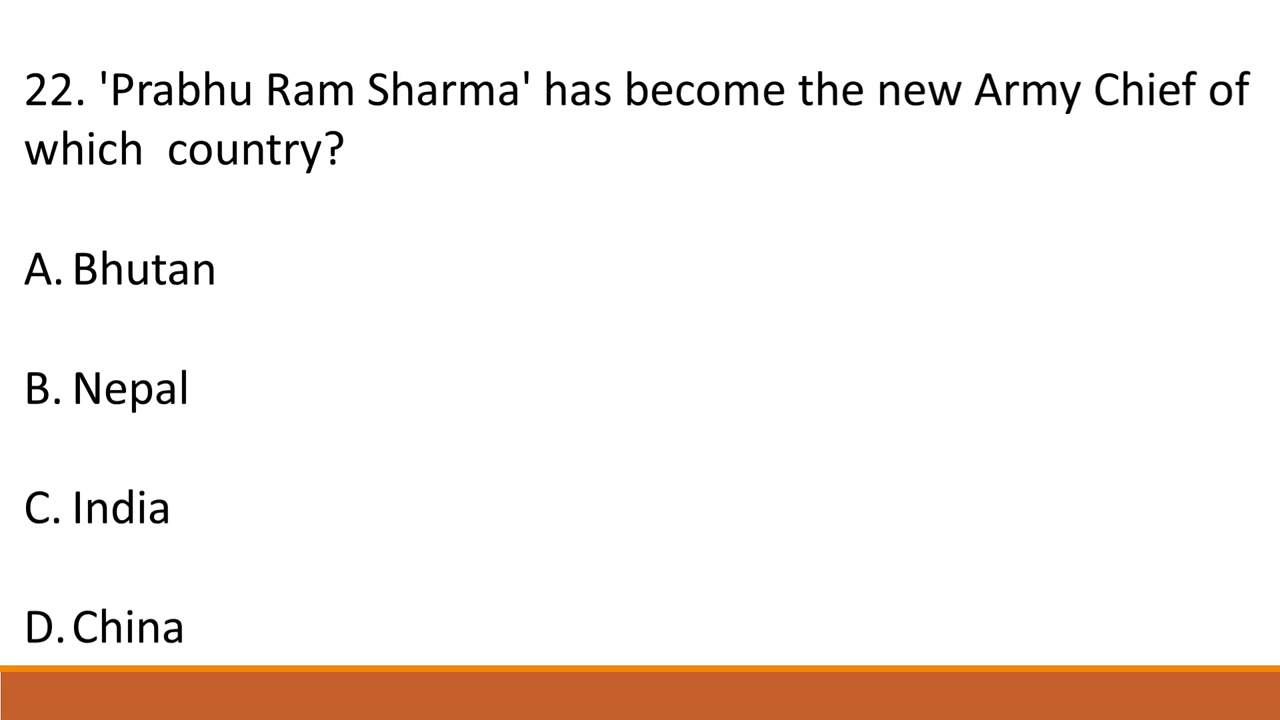 22. 'Prabhu Ram Sharma' has become the new Army Chief of
which  country?
A. Bhutan
B. Nepal
C. India
D. China